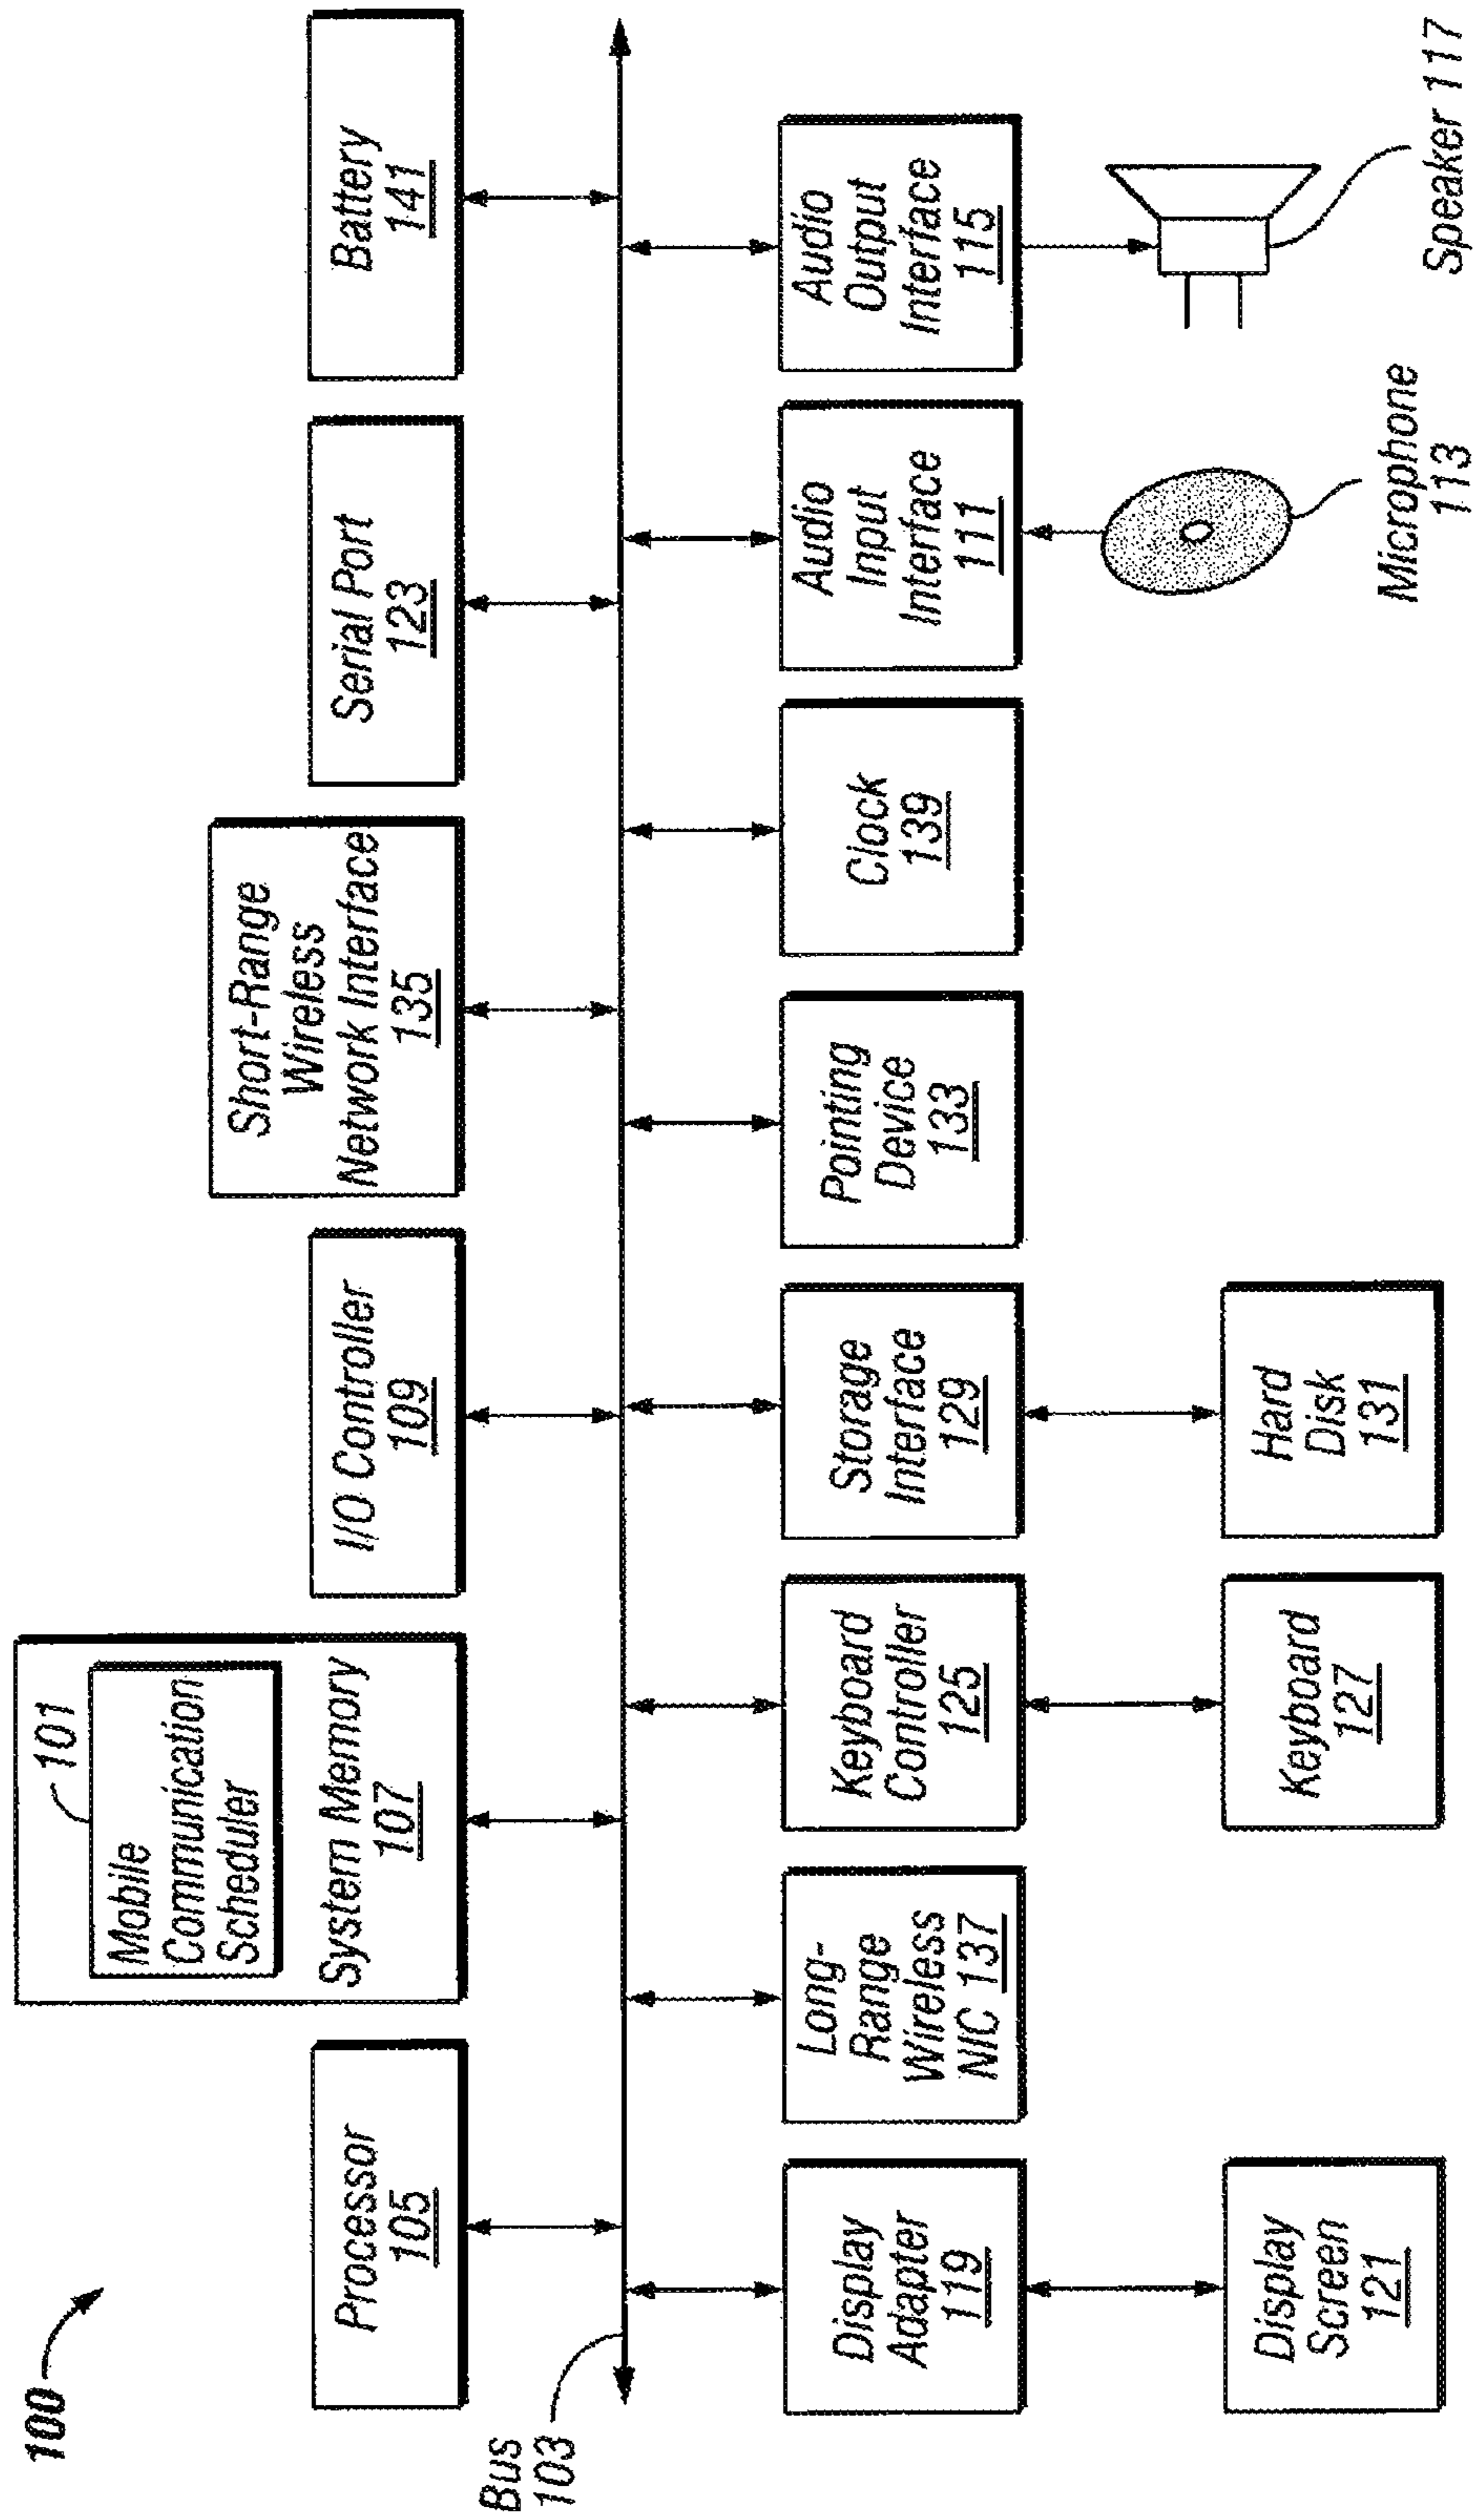 100
101
Mobile
Communication
Scheduler
System Memory
107
Processor
105
I/O Controller
109
Short-Range
Wireless
Network Interface
135
Serial Port
123
Battery
141
Bus
103
Display
Adapter
119
Long-
Range
Wireless
NIC 137
Keyboard
Controller
125
Storage
Interface
129
Pointing
Device
133
Clock
139
Audio
Input
Interface
111
Audio
Output
Interface
115
Display
Screen
121
Keyboard
127
Hard
Disk
131
Microphone
113
Speaker 117